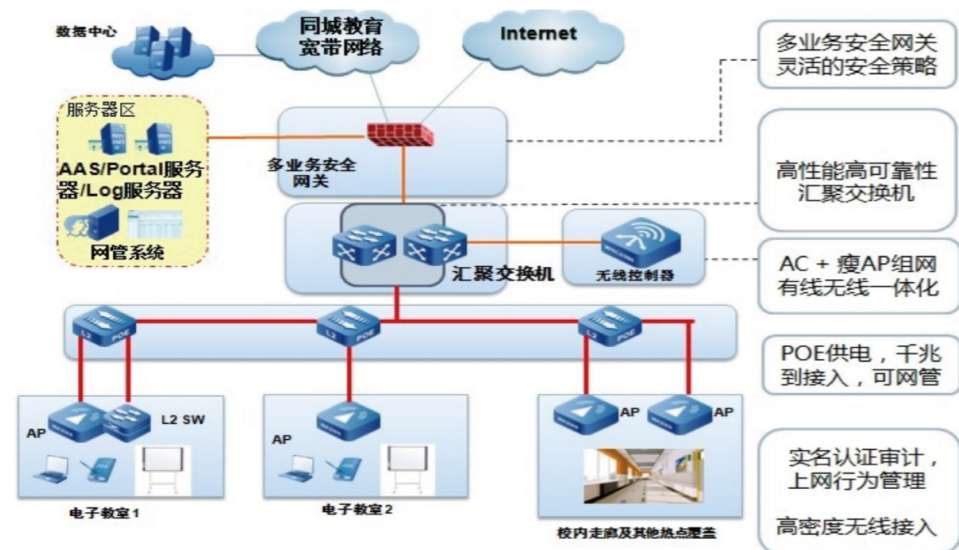 数据中心
同城教育
宽带网络
Internet
多业务安全网关
灵活的安全策略
服务器区
AAS/Portal服务
器/Log服务器
网管系统
多业务安全
网关
高性能高可靠性
汇聚交换机
汇聚交换机
无线控制器
AC + 瘦AP组网
有线无线一体化
L2 POE
L2 POE
L2 POE
POE供电，千兆
到接入，可网管
AP
L2 SW
AP
AP
AP
电子教室1
电子教室2
校内走廊及其他热点覆盖
实名认证审计，
上网行为管理
高密度无线接入